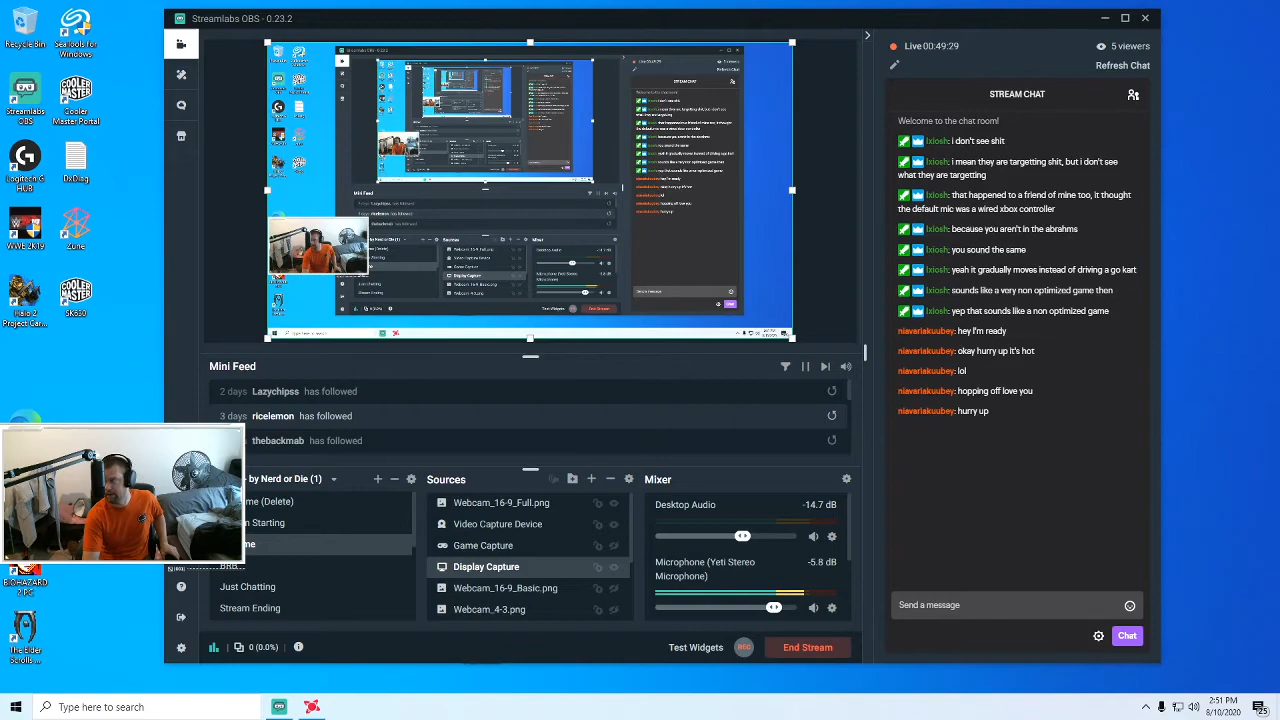 Recycle Bin
SeaTools for Windows
Streamlabs OBS
Cooler Master Portal
Logitech G HUB
DxDiag
WWE 2K19
Zune
Halo 2 Project Car...
SK630
BIOHAZARD 2 PC
The Elder Scrolls ...
Streamlabs OBS - 0.23.2
Mini Feed
2 days Lazychipss has followed
3 days ricelemon has followed
thebackmab has followed
by Nerd or Die (1)
me (Delete)
m Starting
me
BRB
Just Chatting
Stream Ending
Sources
Webcam_16-9_Full.png
Video Capture Device
Game Capture
Display Capture
Webcam_16-9_Basic.png
Webcam_4-3.png
Mixer
Desktop Audio -14.7 dB
Microphone (Yeti Stereo Microphone) -5.8 dB
0 (0.0%)
Test Widgets
REC
End Stream
Live 00:49:29
5 viewers
Refresh Chat
STREAM CHAT
Welcome to the chat room!
lxiosh: i don't see shit
lxiosh: i mean they are targeting shit, but i don't see
what they are targeting
lxiosh: that happened to a friend of mine too, it thought
the default mic was a wired xbox controller
lxiosh: because you aren't in the abrahms
lxiosh: you sound the same
lxiosh: yup it gradually moves instead of driving a go kart
lxiosh: sounds like a very non optimized game then
lxiosh: yep that sounds like a non optimized game
niavariakuubey: hey I'm ready
niavariakuubey: okay hurry up it's hot
niavariakuubey: lol
niavariakuubey: hopping off love you
niavariakuubey: hurry up
Send a message
Chat
Type here to search
2:51 PM
8/10/2020